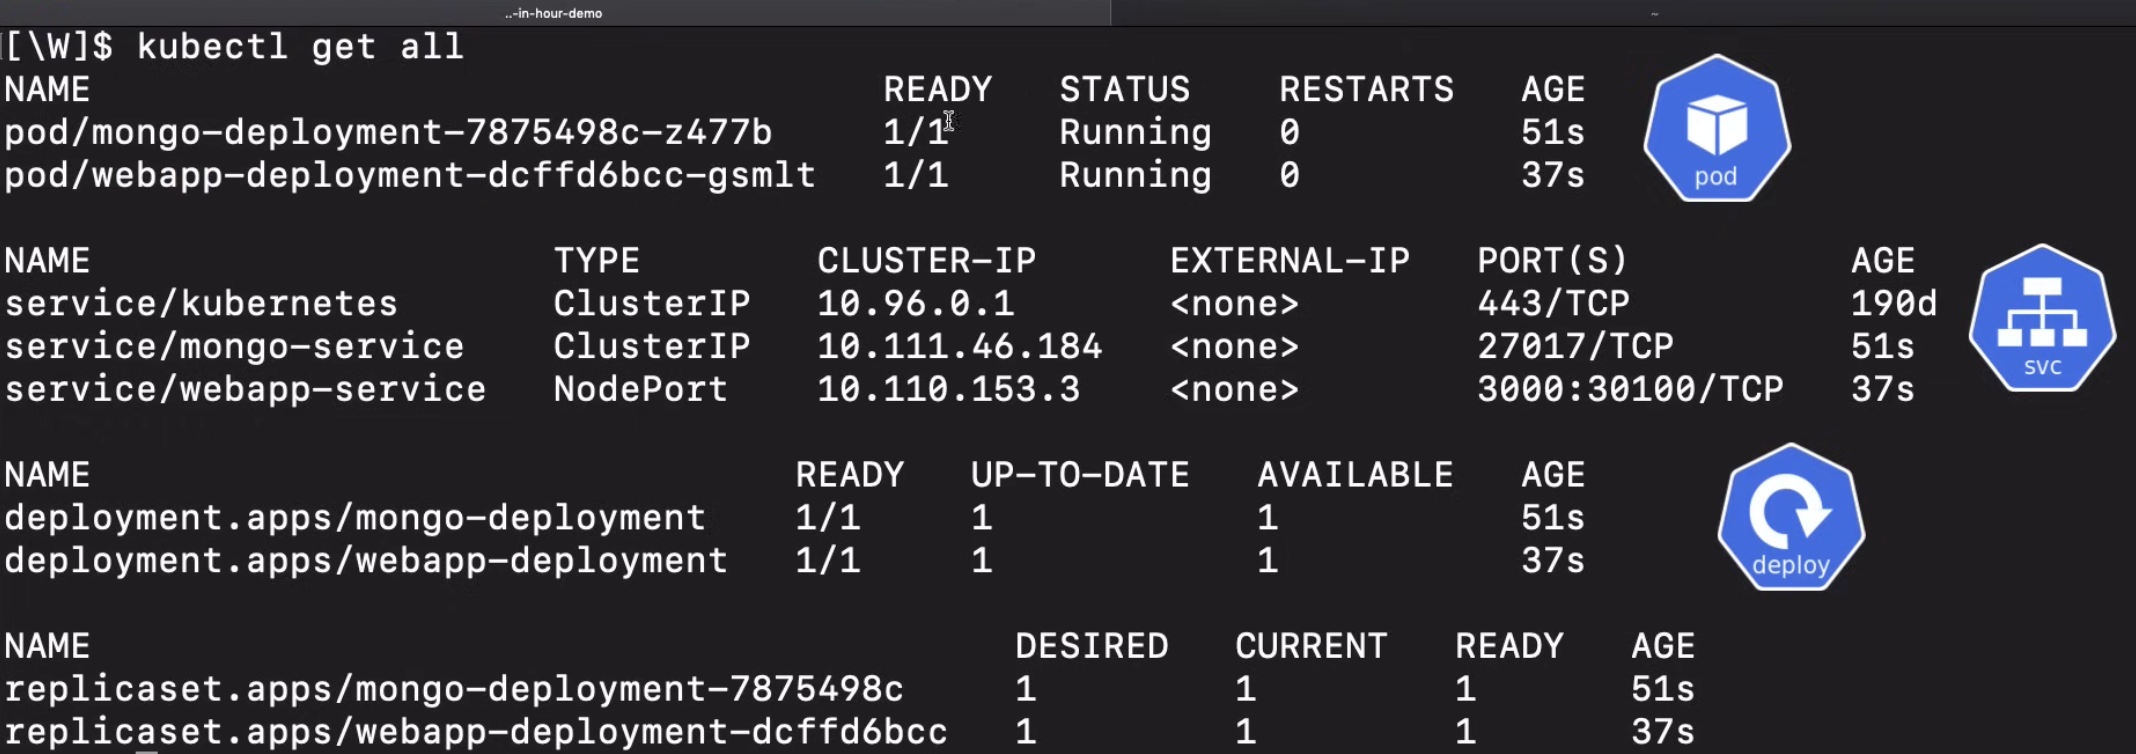 ..-in-hour-demo
~
[\W]$ kubectl get all
NAME READY STATUS RESTARTS AGE
pod/mongo-deployment-7875498c-z477b 1/1 Running 0 51s
pod/webapp-deployment-dcffd6bcc-gsmlt 1/1 Running 0 37s
pod
NAME TYPE CLUSTER-IP EXTERNAL-IP PORT(S) AGE
service/kubernetes ClusterIP 10.96.0.1 <none> 443/TCP 190d
service/mongo-service ClusterIP 10.111.46.184 <none> 27017/TCP 51s
service/webapp-service NodePort 10.110.153.3 <none> 3000:30100/TCP 37s
svc
NAME READY UP-TO-DATE AVAILABLE AGE
deployment.apps/mongo-deployment 1/1 1 1 51s
deployment.apps/webapp-deployment 1/1 1 1 37s
deploy
NAME DESIRED CURRENT READY AGE
replicaset.apps/mongo-deployment-7875498c 1 1 1 51s
replicaset.apps/webapp-deployment-dcffd6bcc 1 1 1 37s